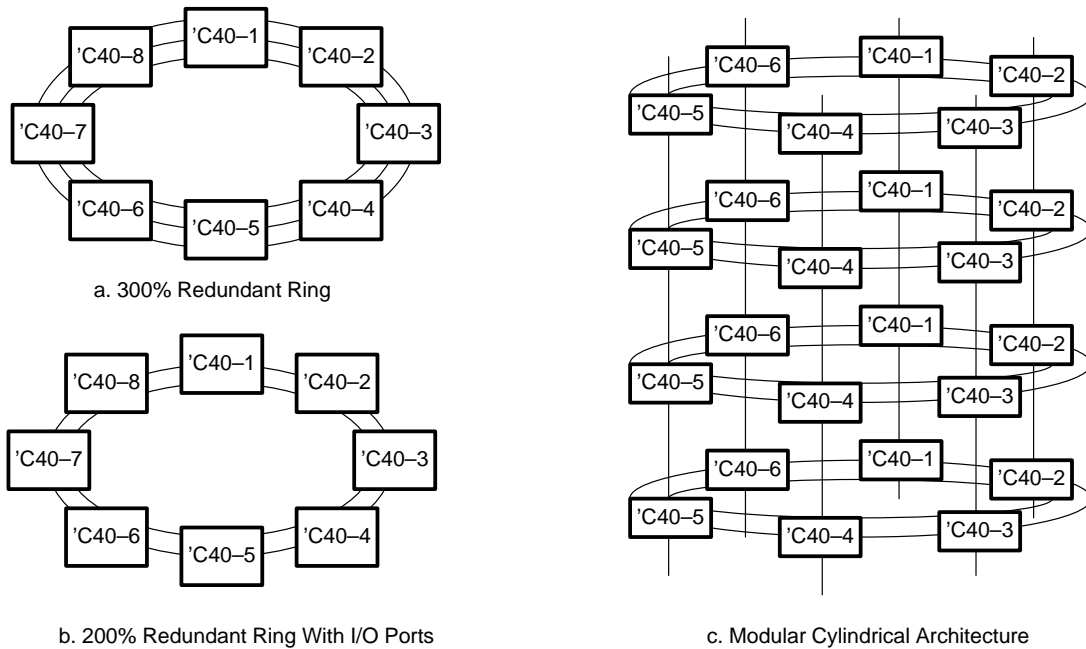 ’C40–1
’C40–8
’C40–2
’C40–7
’C40–3
’C40–6
’C40–4
’C40–5
a. 300% Redundant Ring
’C40–1
’C40–8
’C40–2
’C40–7
’C40–3
’C40–6
’C40–4
’C40–5
b. 200% Redundant Ring With I/O Ports
’C40–1
’C40–6
’C40–2
’C40–5
’C40–4
’C40–3
’C40–1
’C40–6
’C40–2
’C40–5
’C40–4
’C40–3
’C40–1
’C40–6
’C40–2
’C40–5
’C40–4
’C40–3
’C40–1
’C40–6
’C40–2
’C40–5
’C40–4
’C40–3
c. Modular Cylindrical Architecture